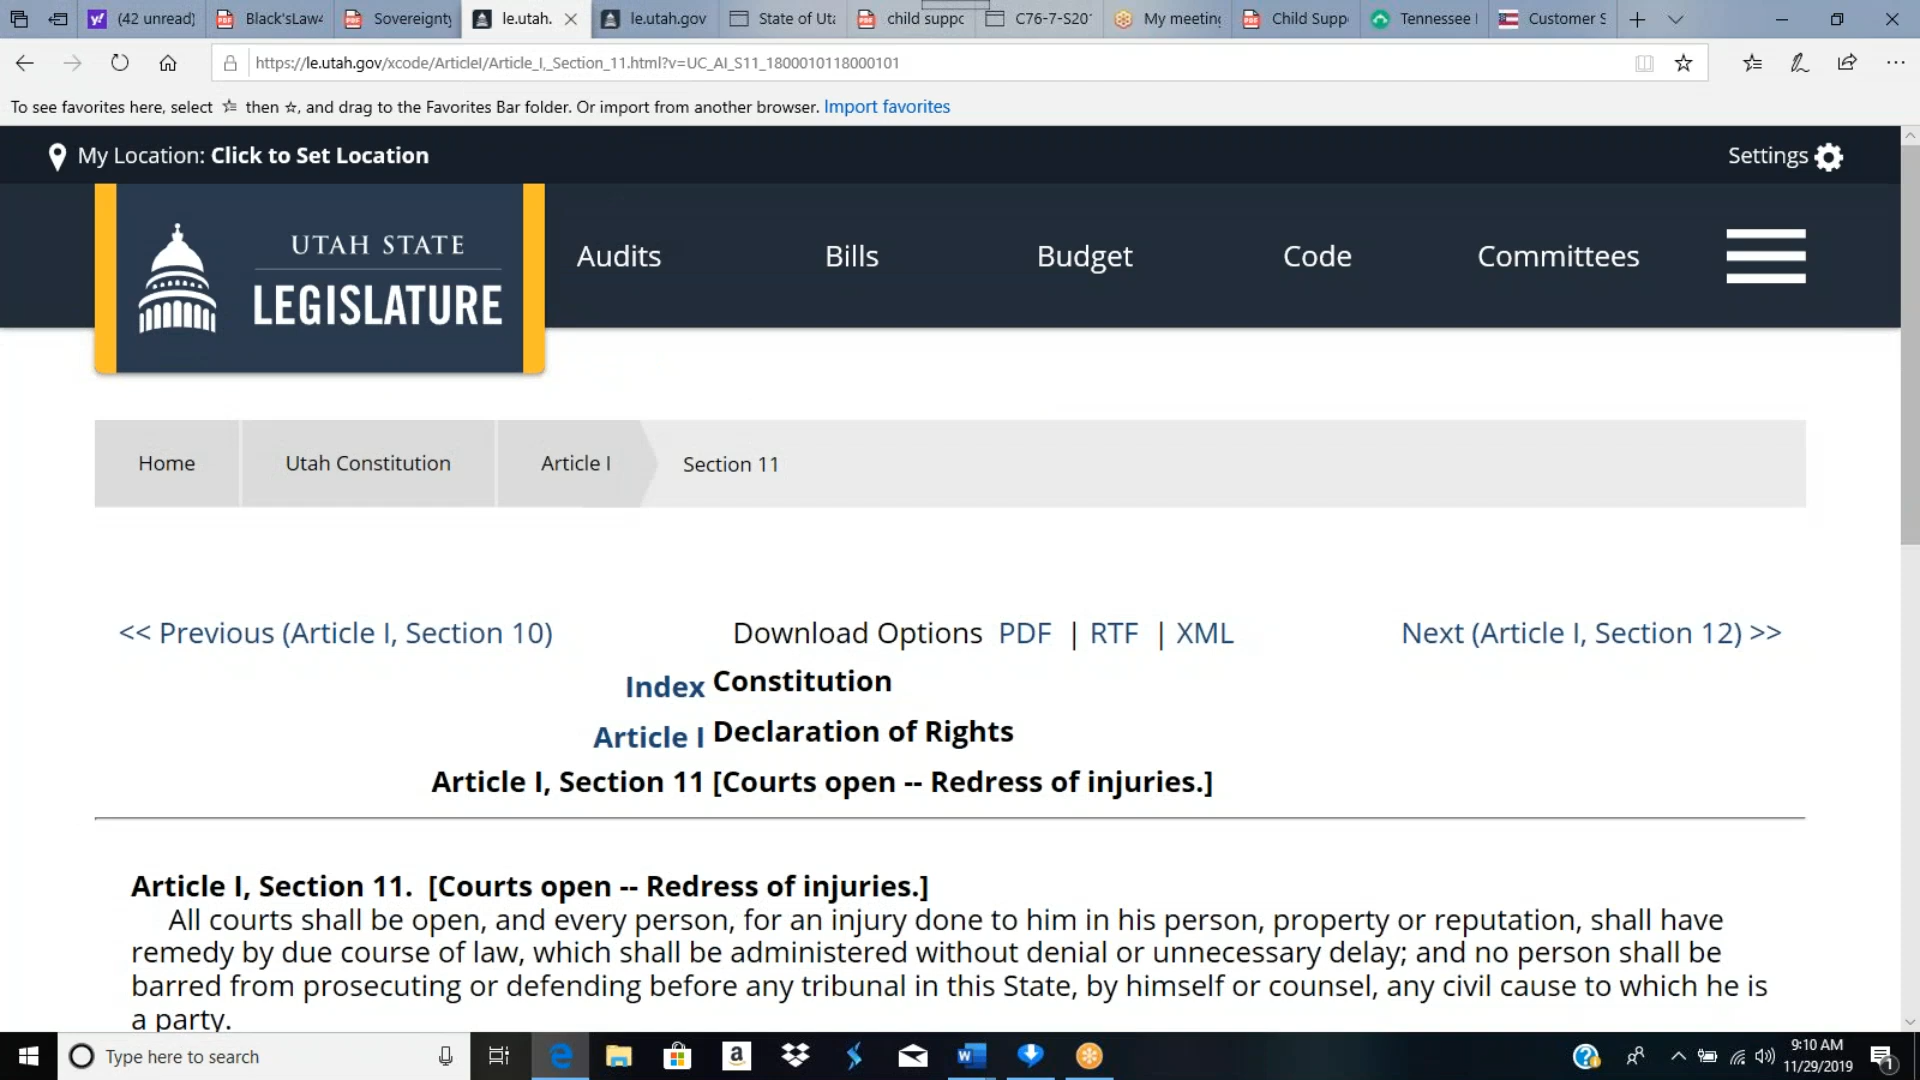 (42 unread)
Black'sLaw4
Sovereignty
le.utah.
le.utah.gov
State of Uta
child suppo
C76-7-S20
My meeting
Child Supp
Tennessee
Customer S
https://le.utah.gov/xcode/ArticleI/Article_I,_Section_11.html?v=UC_AI_S11_1800010118000101
To see favorites here, select then ☆, and drag to the Favorites Bar folder. Or import from another browser. Import favorites
My Location: Click to Set Location
Settings
UTAH STATE
LEGISLATURE
Audits
Bills
Budget
Code
Committees
Home
Utah Constitution
Article I
Section 11
<< Previous (Article I, Section 10)
Download Options PDF | RTF | XML
Next (Article I, Section 12) >>
Index Constitution
Article I Declaration of Rights
Article I, Section 11 [Courts open -- Redress of injuries.]
Article I, Section 11. [Courts open -- Redress of injuries.]
All courts shall be open, and every person, for an injury done to him in his person, property or reputation, shall have
remedy by due course of law, which shall be administered without denial or unnecessary delay; and no person shall be
barred from prosecuting or defending before any tribunal in this State, by himself or counsel, any civil cause to which he is
a party.
Type here to search
9:10 AM
11/29/2019
1